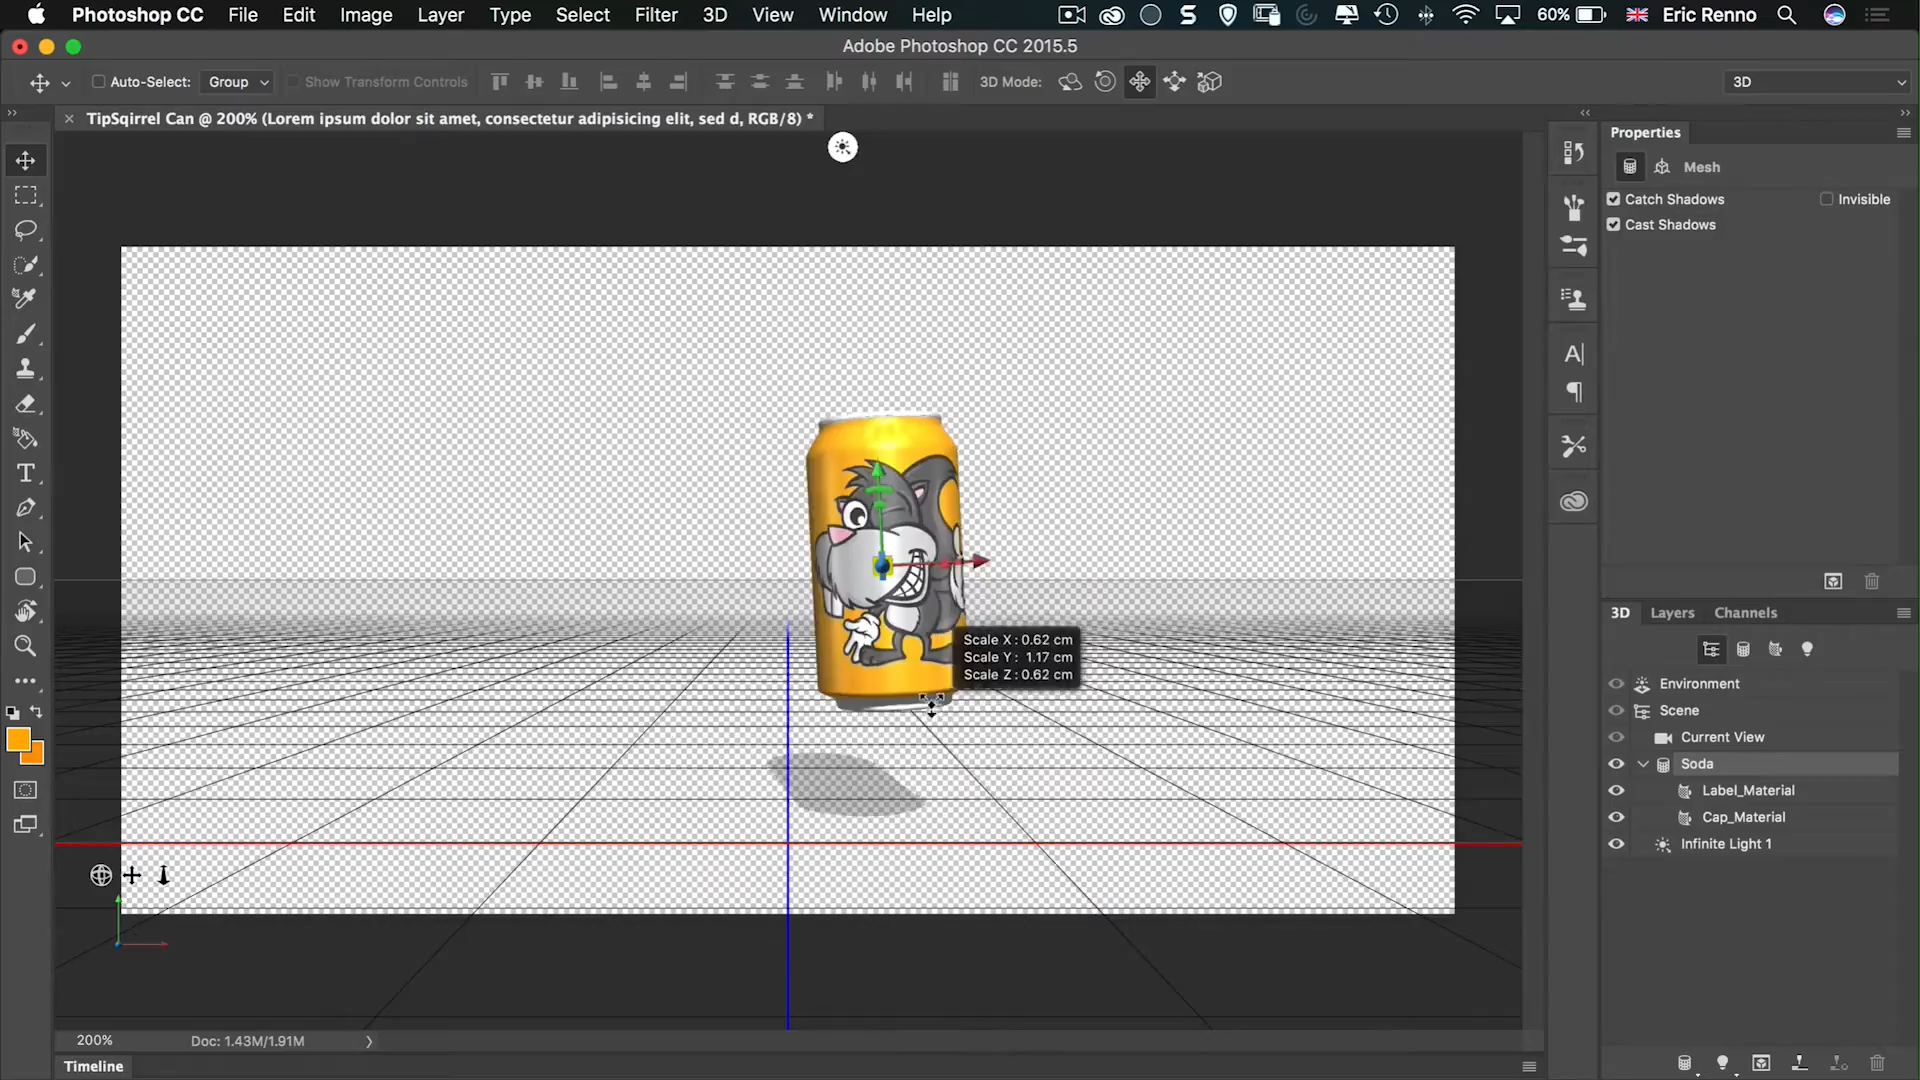 Photoshop CC File Edit Image Layer Type Select Filter 3D View Window Help 60% Eric Renno
Adobe Photoshop CC 2015.5
Auto-Select: Group Show Transform Controls 3D Mode: 3D
TipSqirrel Can @ 200% (Lorem ipsum dolor sit amet, consectetur adipisicing elit, sed d, RGB/8) *
Properties
Mesh
Catch Shadows Invisible
Cast Shadows
Scale X : 0.62 cm
Scale Y : 1.17 cm
Scale Z : 0.62 cm
3D Layers Channels
Environment
Scene
Current View
Soda
Label_Material
Cap_Material
Infinite Light 1
200% Doc: 1.43M/1.91M
Timeline